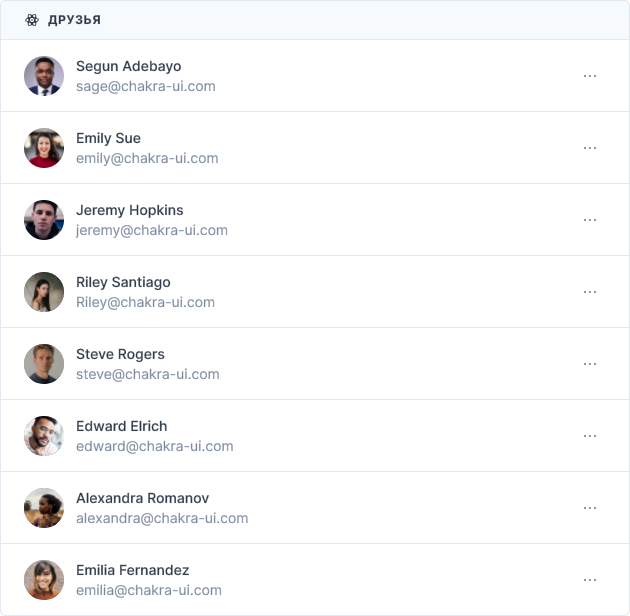 ДРУЗЬЯ
Segun Adebayo
sage@chakra-ui.com
Emily Sue
emily@chakra-ui.com
Jeremy Hopkins
jeremy@chakra-ui.com
Riley Santiago
Riley@chakra-ui.com
Steve Rogers
steve@chakra-ui.com
Edward Elrich
edward@chakra-ui.com
Alexandra Romanov
alexandra@chakra-ui.com
Emilia Fernandez
emilia@chakra-ui.com